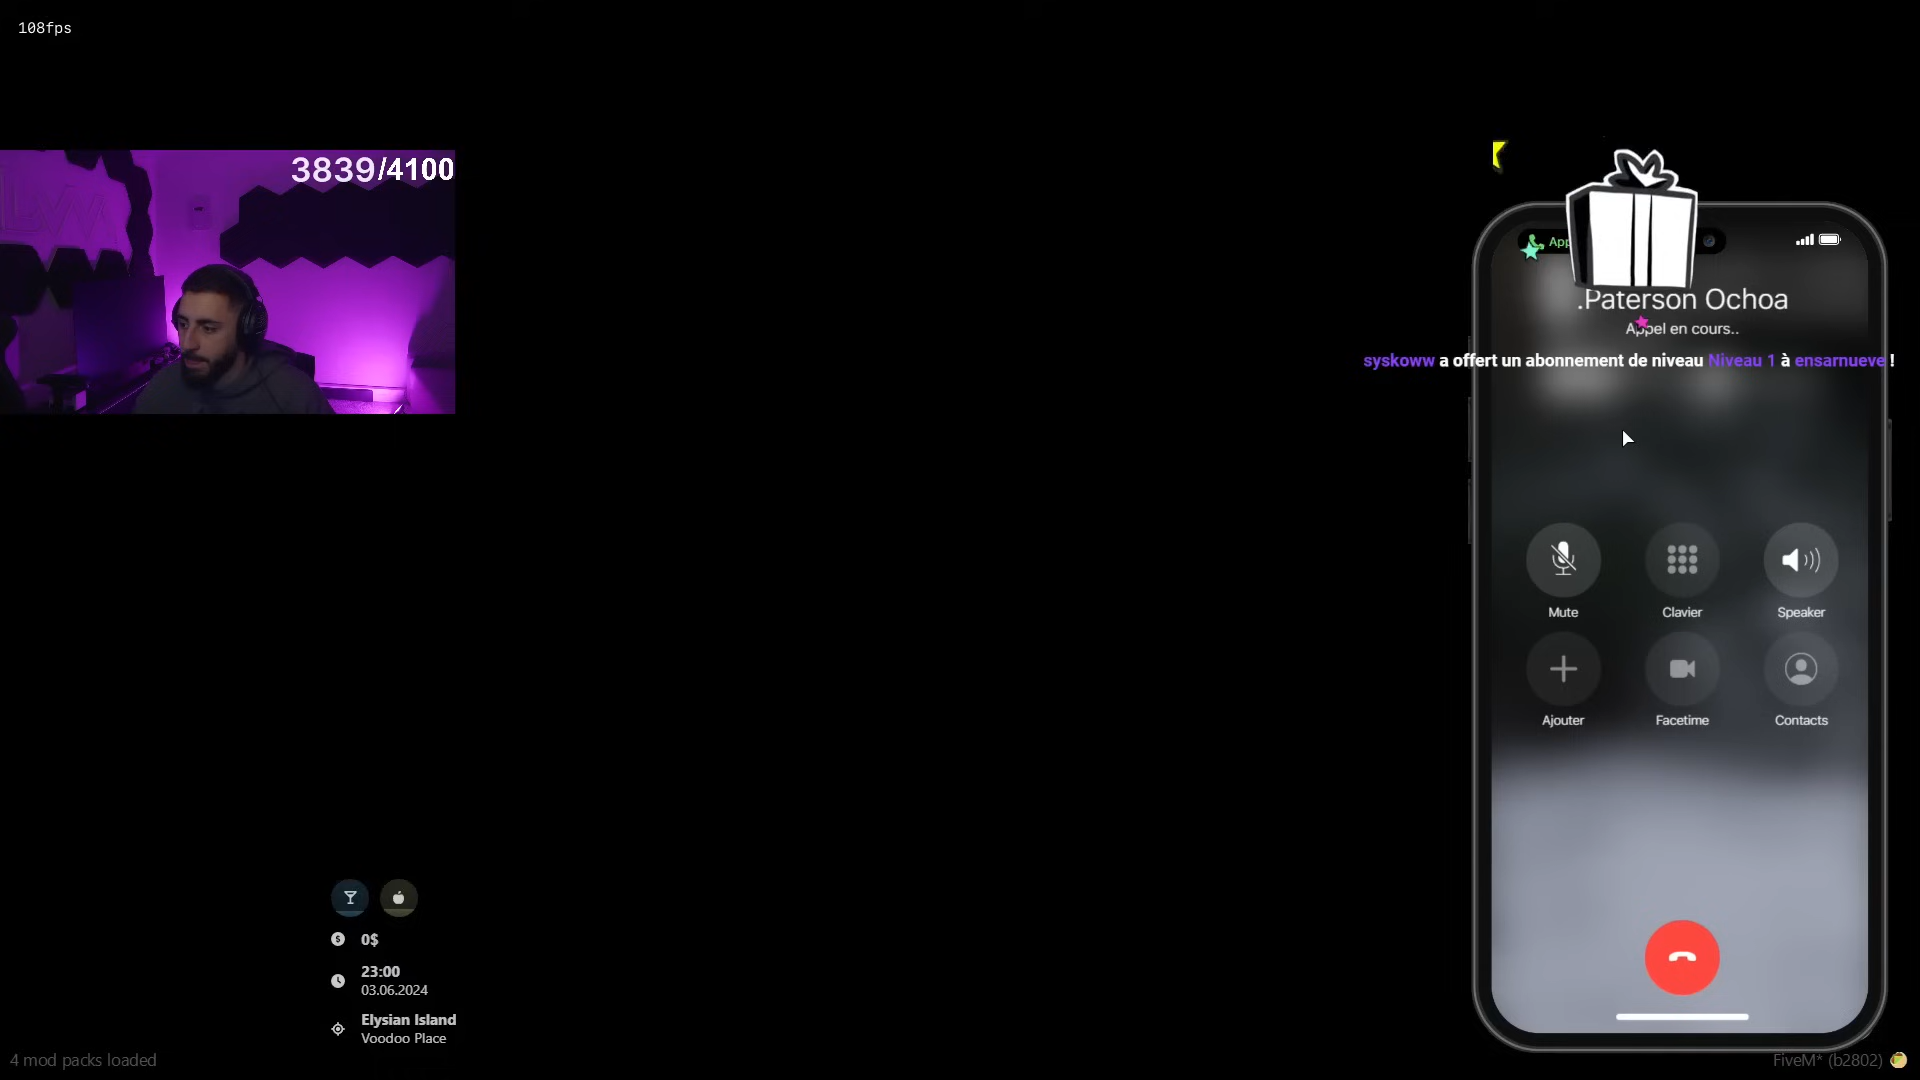 108fps
3839/4100
App
.Paterson Ochoa
Appel en cours..
syskoww a offert un abonnement de niveau Niveau 1 à ensarnueve !
Mute
Clavier
Speaker
Ajouter
Facetime
Contacts
0$
23:00
03.06.2024
Elysian Island
Voodoo Place
4 mod packs loaded
FiveM* (b2802)